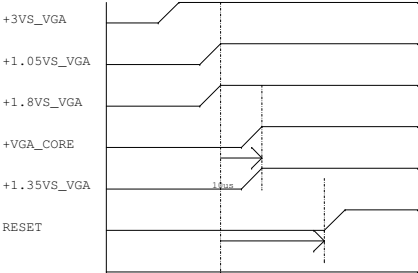 +3VS_VGA
+1.05VS_VGA
+1.8VS_VGA
+VGA_CORE
+1.35VS_VGA
10us
RESET